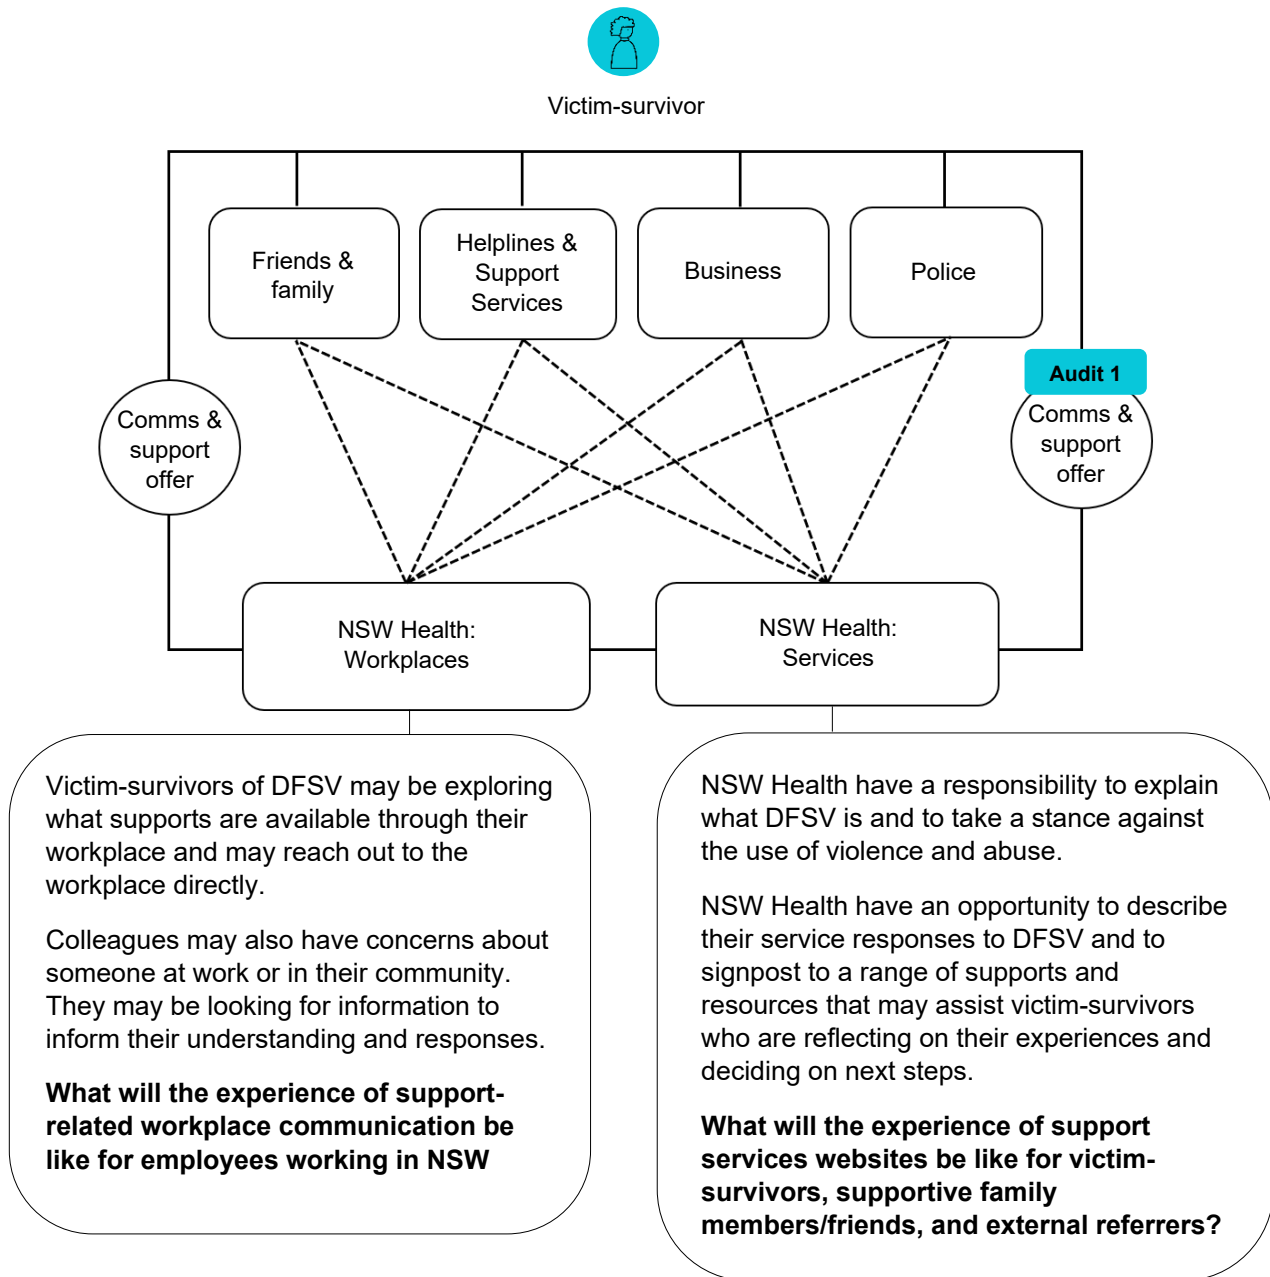 Victim-survivor
Friends &
family
Helplines &
Support
Services
Business
Police
Comms &
support
offer
Audit 1
Comms &
support
offer
NSW Health:
Workplaces
NSW Health:
Services
Victim-survivors of DFSV may be exploring
what supports are available through their
workplace and may reach out to the
workplace directly.
Colleagues may also have concerns about
someone at work or in their community.
They may be looking for information to
inform their understanding and responses.
What will the experience of support-
related workplace communication be
like for employees working in NSW
NSW Health have a responsibility to explain
what DFSV is and to take a stance against
the use of violence and abuse.
NSW Health have an opportunity to describe
their service responses to DFSV and to
signpost to a range of supports and
resources that may assist victim-survivors
who are reflecting on their experiences and
deciding on next steps.
What will the experience of support
services websites be like for victim-
survivors, supportive family
members/friends, and external referrers?